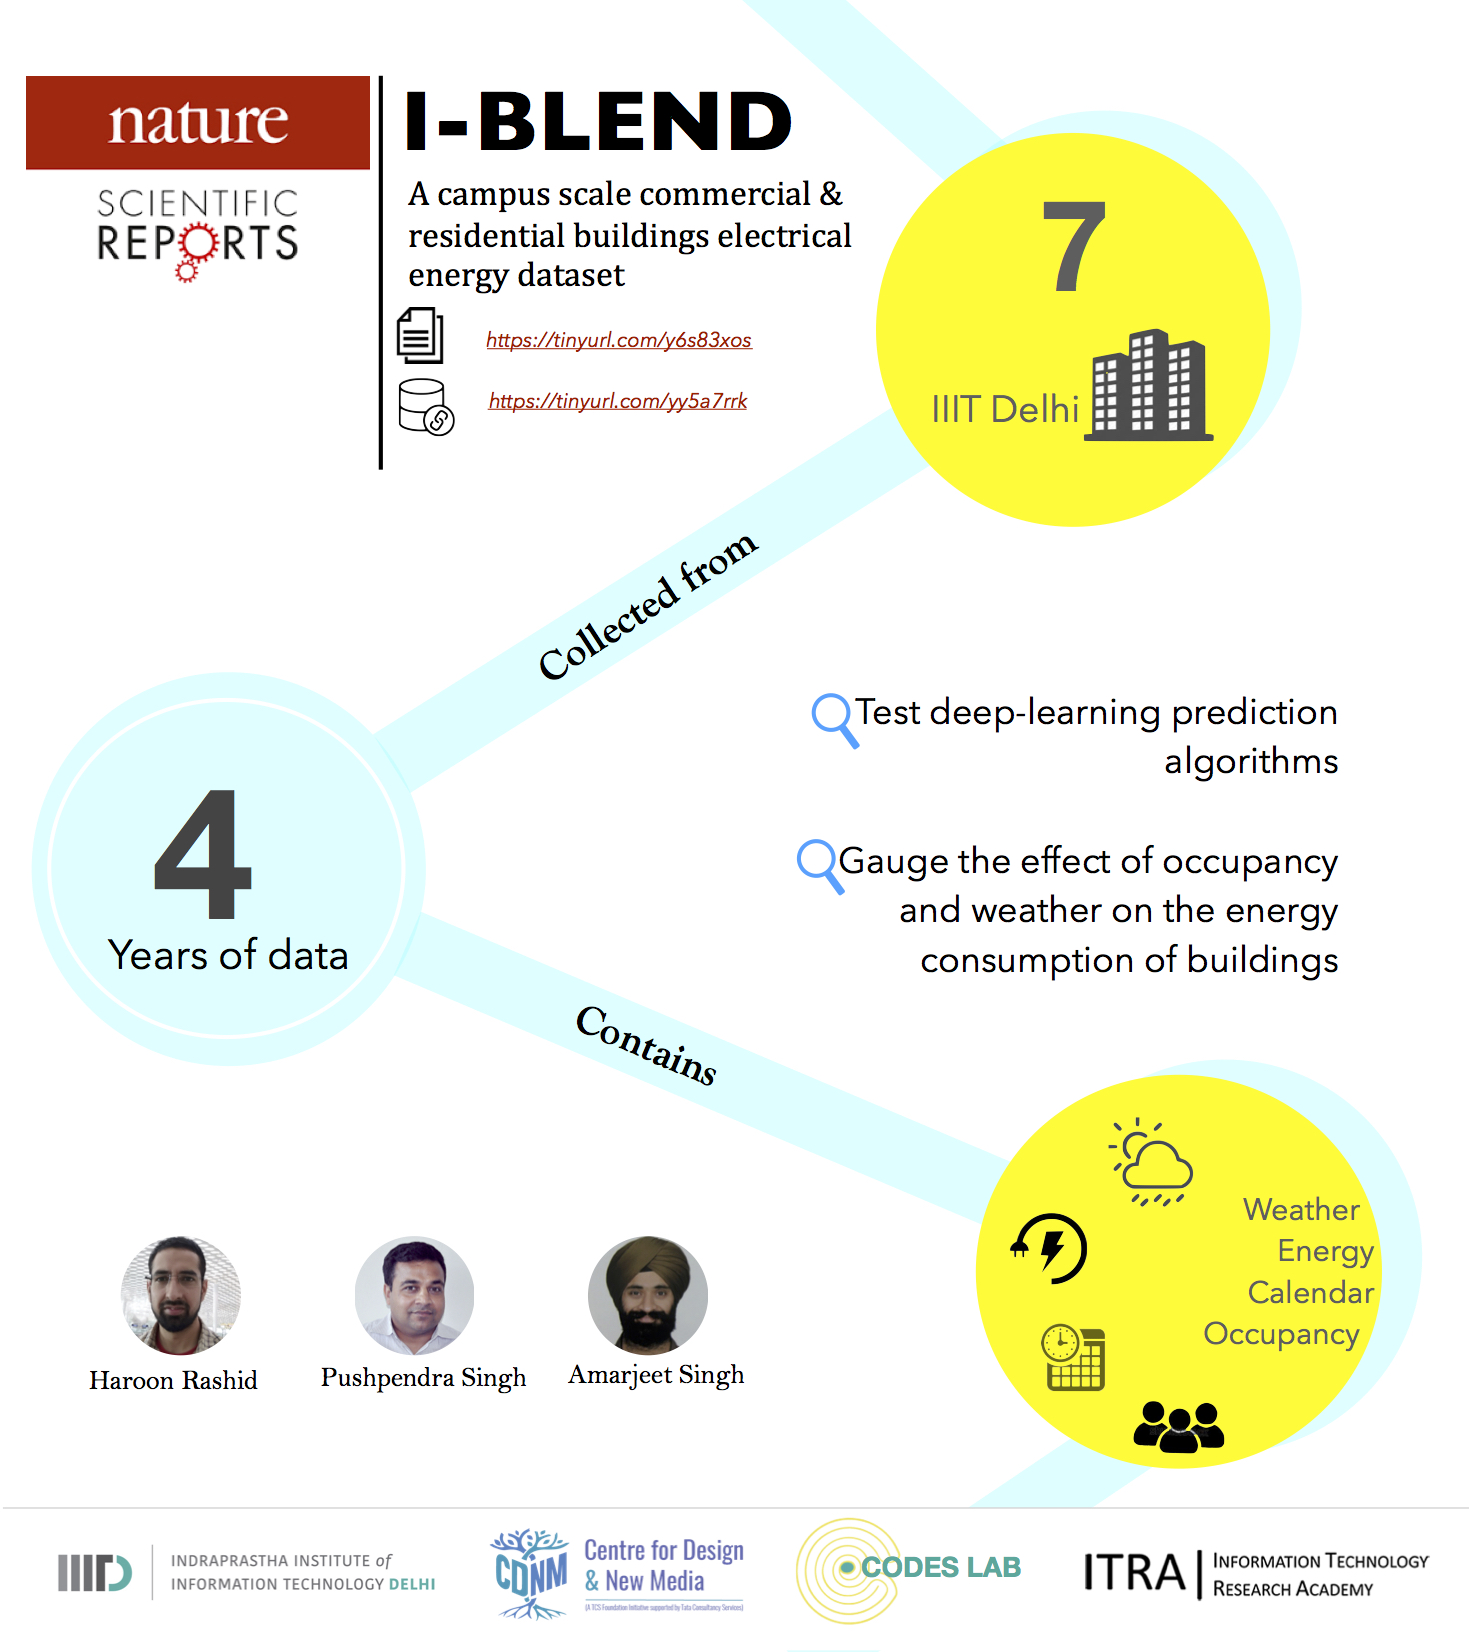 nature
SCIENTIFIC
REPORTS
I-BLEND
A campus scale commercial &
residential buildings electrical
energy dataset
https://tinyurl.com/y6s83xos
https://tinyurl.com/yy5a7rrk
7
IIIT Delhi
Collected from
4
Years of data
Test deep-learning prediction
algorithms
Gauge the effect of occupancy
and weather on the energy
consumption of buildings
Contains
Weather
Energy
Calendar
Occupancy
Haroon Rashid
Pushpendra Singh
Amarjeet Singh
IIITD
INDRAPRASTHA INSTITUTE of
INFORMATION TECHNOLOGY DELHI
CDNM
Centre for Design
& New Media
(A TCS Foundation Initiative supported by Tata Consultancy Services)
CODES LAB
ITRA
INFORMATION TECHNOLOGY
RESEARCH ACADEMY